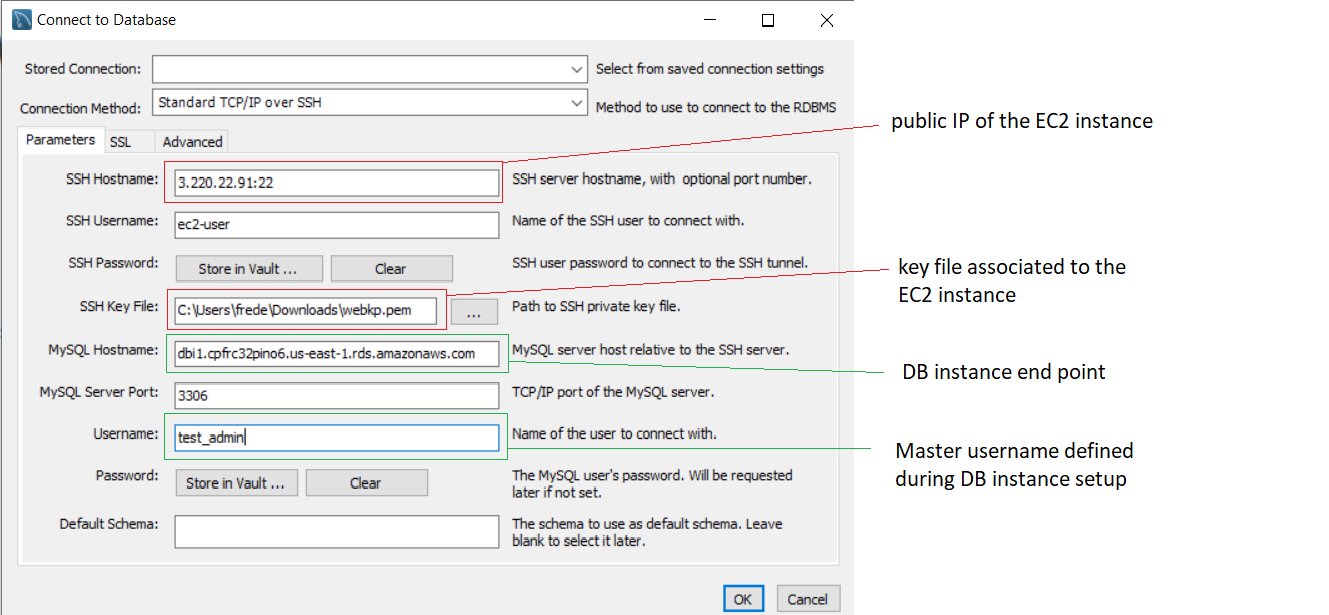 Connect to Database
Stored Connection:
Select from saved connection settings
Connection Method: Standard TCP/IP over SSH
Method to use to connect to the RDBMS
Parameters SSL Advanced
SSH Hostname: 3.220.22.91:22 SSH server hostname, with optional port number.
public IP of the EC2 instance
SSH Username: ec2-user Name of the SSH user to connect with.
SSH Password: Store in Vault ... Clear SSH user password to connect to the SSH tunnel.
SSH Key File: C:\Users\frede\Downloads\webkp.pem ... Path to SSH private key file.
key file associated to the
EC2 instance
MySQL Hostname: dbi1.cpfrc32pino6.us-east-1.rds.amazonaws.com MySQL server host relative to the SSH server.
DB instance end point
MySQL Server Port: 3306 TCP/IP port of the MySQL server.
Username: test_admin Name of the user to connect with.
Master username defined
during DB instance setup
Password: Store in Vault ... Clear The MySQL user's password. Will be requested
later if not set.
Default Schema: The schema to use as default schema. Leave
blank to select it later.
OK Cancel